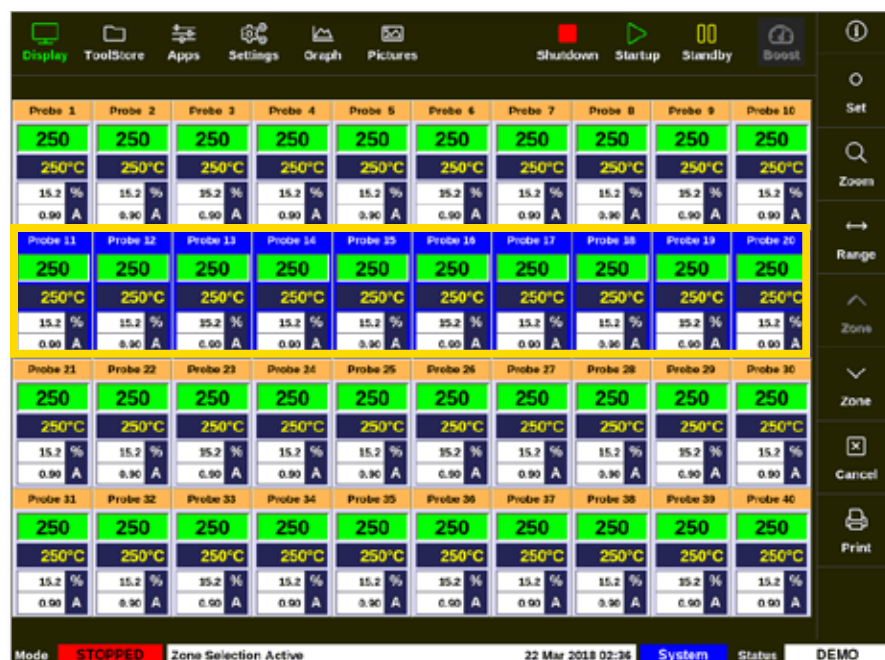 Display ToolStore Apps Settings Graph Pictures Shutdown Startup Standby Boost
Set
Zoom
Range
Zone
Zone
Cancel
Print
Probe 1 Probe 2 Probe 3 Probe 4 Probe 5 Probe 6 Probe 7 Probe 8 Probe 9 Probe 10
250 250 250 250 250 250 250 250 250 250
250°C 250°C 250°C 250°C 250°C 250°C 250°C 250°C 250°C 250°C
15.2 % 15.2 % 15.2 % 15.2 % 15.2 % 15.2 % 15.2 % 15.2 % 15.2 % 15.2 %
0.90 A 0.90 A 0.90 A 0.90 A 0.90 A 0.90 A 0.90 A 0.90 A 0.90 A 0.90 A
Probe 11 Probe 12 Probe 13 Probe 14 Probe 15 Probe 16 Probe 17 Probe 18 Probe 19 Probe 20
250 250 250 250 250 250 250 250 250 250
250°C 250°C 250°C 250°C 250°C 250°C 250°C 250°C 250°C 250°C
15.2 % 15.2 % 15.2 % 15.2 % 15.2 % 15.2 % 15.2 % 15.2 % 15.2 % 15.2 %
0.90 A 0.90 A 0.90 A 0.90 A 0.90 A 0.90 A 0.90 A 0.90 A 0.90 A 0.90 A
Probe 21 Probe 22 Probe 23 Probe 24 Probe 25 Probe 26 Probe 27 Probe 28 Probe 29 Probe 30
250 250 250 250 250 250 250 250 250 250
250°C 250°C 250°C 250°C 250°C 250°C 250°C 250°C 250°C 250°C
15.2 % 15.2 % 15.2 % 15.2 % 15.2 % 15.2 % 15.2 % 15.2 % 15.2 % 15.2 %
0.90 A 0.90 A 0.90 A 0.90 A 0.90 A 0.90 A 0.90 A 0.90 A 0.90 A 0.90 A
Probe 31 Probe 32 Probe 33 Probe 34 Probe 35 Probe 36 Probe 37 Probe 38 Probe 39 Probe 40
250 250 250 250 250 250 250 250 250 250
250°C 250°C 250°C 250°C 250°C 250°C 250°C 250°C 250°C 250°C
15.2 % 15.2 % 15.2 % 15.2 % 15.2 % 15.2 % 15.2 % 15.2 % 15.2 % 15.2 %
0.90 A 0.90 A 0.90 A 0.90 A 0.90 A 0.90 A 0.90 A 0.90 A 0.90 A 0.90 A
Mode STOPPED Zone Selection Active 22 Mar 2018 02:36 System Status DEMO